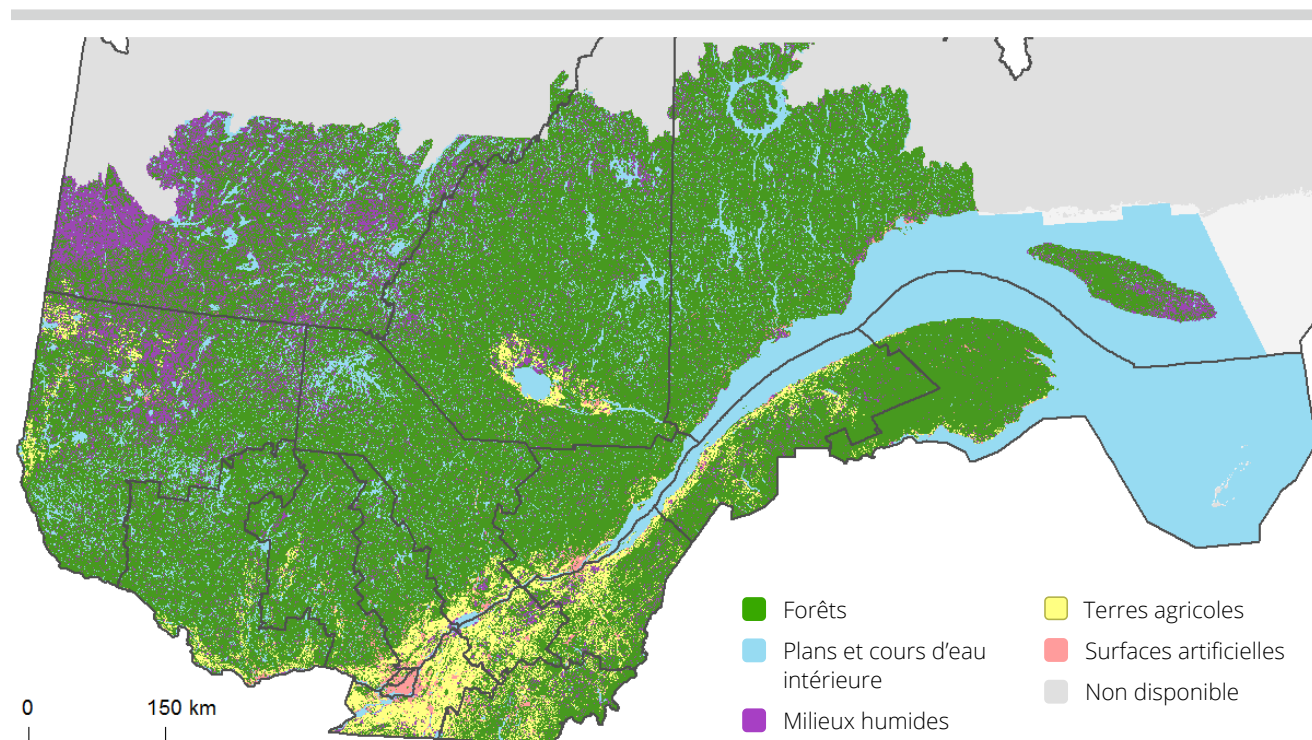 Forêts
Plans et cours d'eau
intérieure
Milieux humides
Terres agricoles
Surfaces artificielles
Non disponible
0 150 km